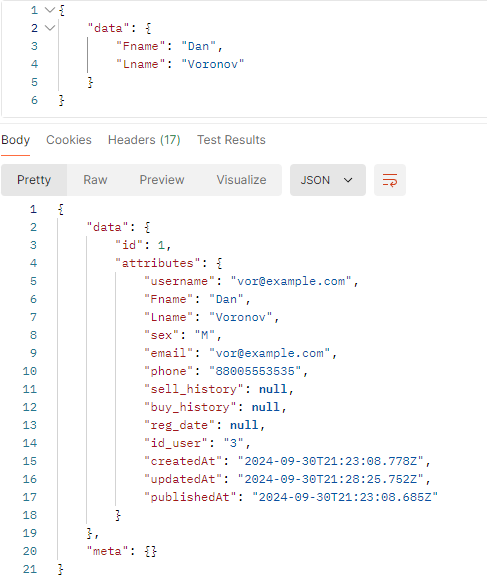 1 {
2 "data": {
3 "Fname": "Dan",
4 "Lname": "Voronov"
5 }
6 }
Body Cookies Headers (17) Test Results
Pretty Raw Preview Visualize JSON
1 {
2 "data": {
3 "id": 1,
4 "attributes": {
5 "username": "vor@example.com",
6 "Fname": "Dan",
7 "Lname": "Voronov",
8 "sex": "M",
9 "email": "vor@example.com",
10 "phone": "88005553535",
11 "sell_history": null,
12 "buy_history": null,
13 "reg_date": null,
14 "id_user": "3",
15 "createdAt": "2024-09-30T21:23:08.778Z",
16 "updatedAt": "2024-09-30T21:28:25.752Z",
17 "publishedAt": "2024-09-30T21:23:08.685Z"
18 }
19 },
20 "meta": {}
21 }